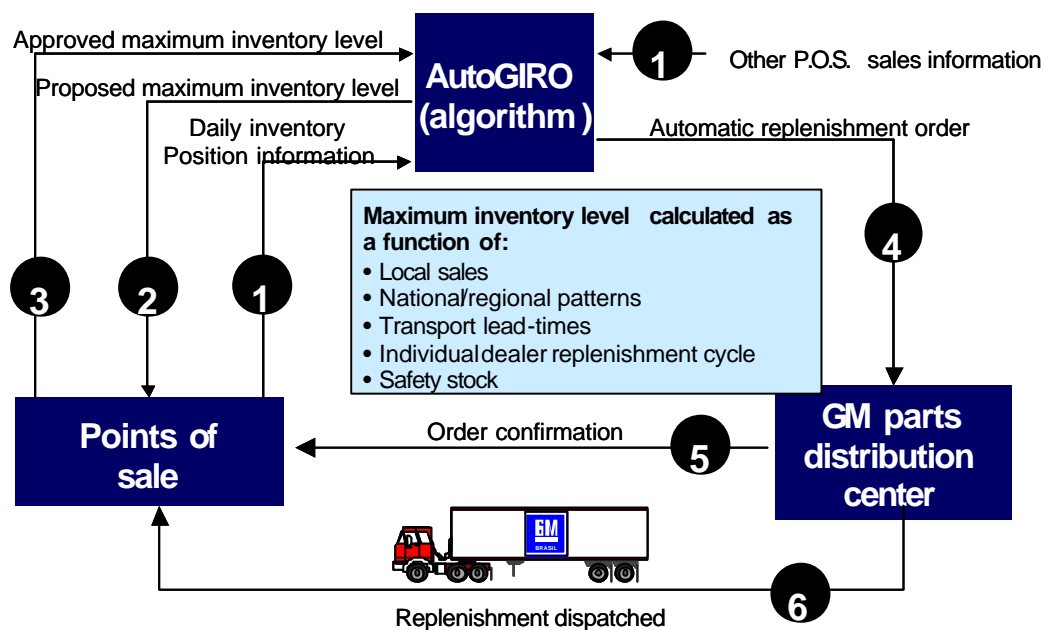 Approved maximum inventory level
AutoGIRO
(algorithm )
1
Other P.O.S. sales information
Proposed maximum inventory level
Daily inventory
Position information
Automatic replenishment order
Maximum inventory level calculated as
a function of:
• Local sales
• National/regional patterns
• Transport lead-times
• Individual dealer replenishment cycle
• Safety stock
3
2
1
4
Points of
sale
Order confirmation
5
GM parts
distribution
center
GM
BRASIL
6
Replenishment dispatched